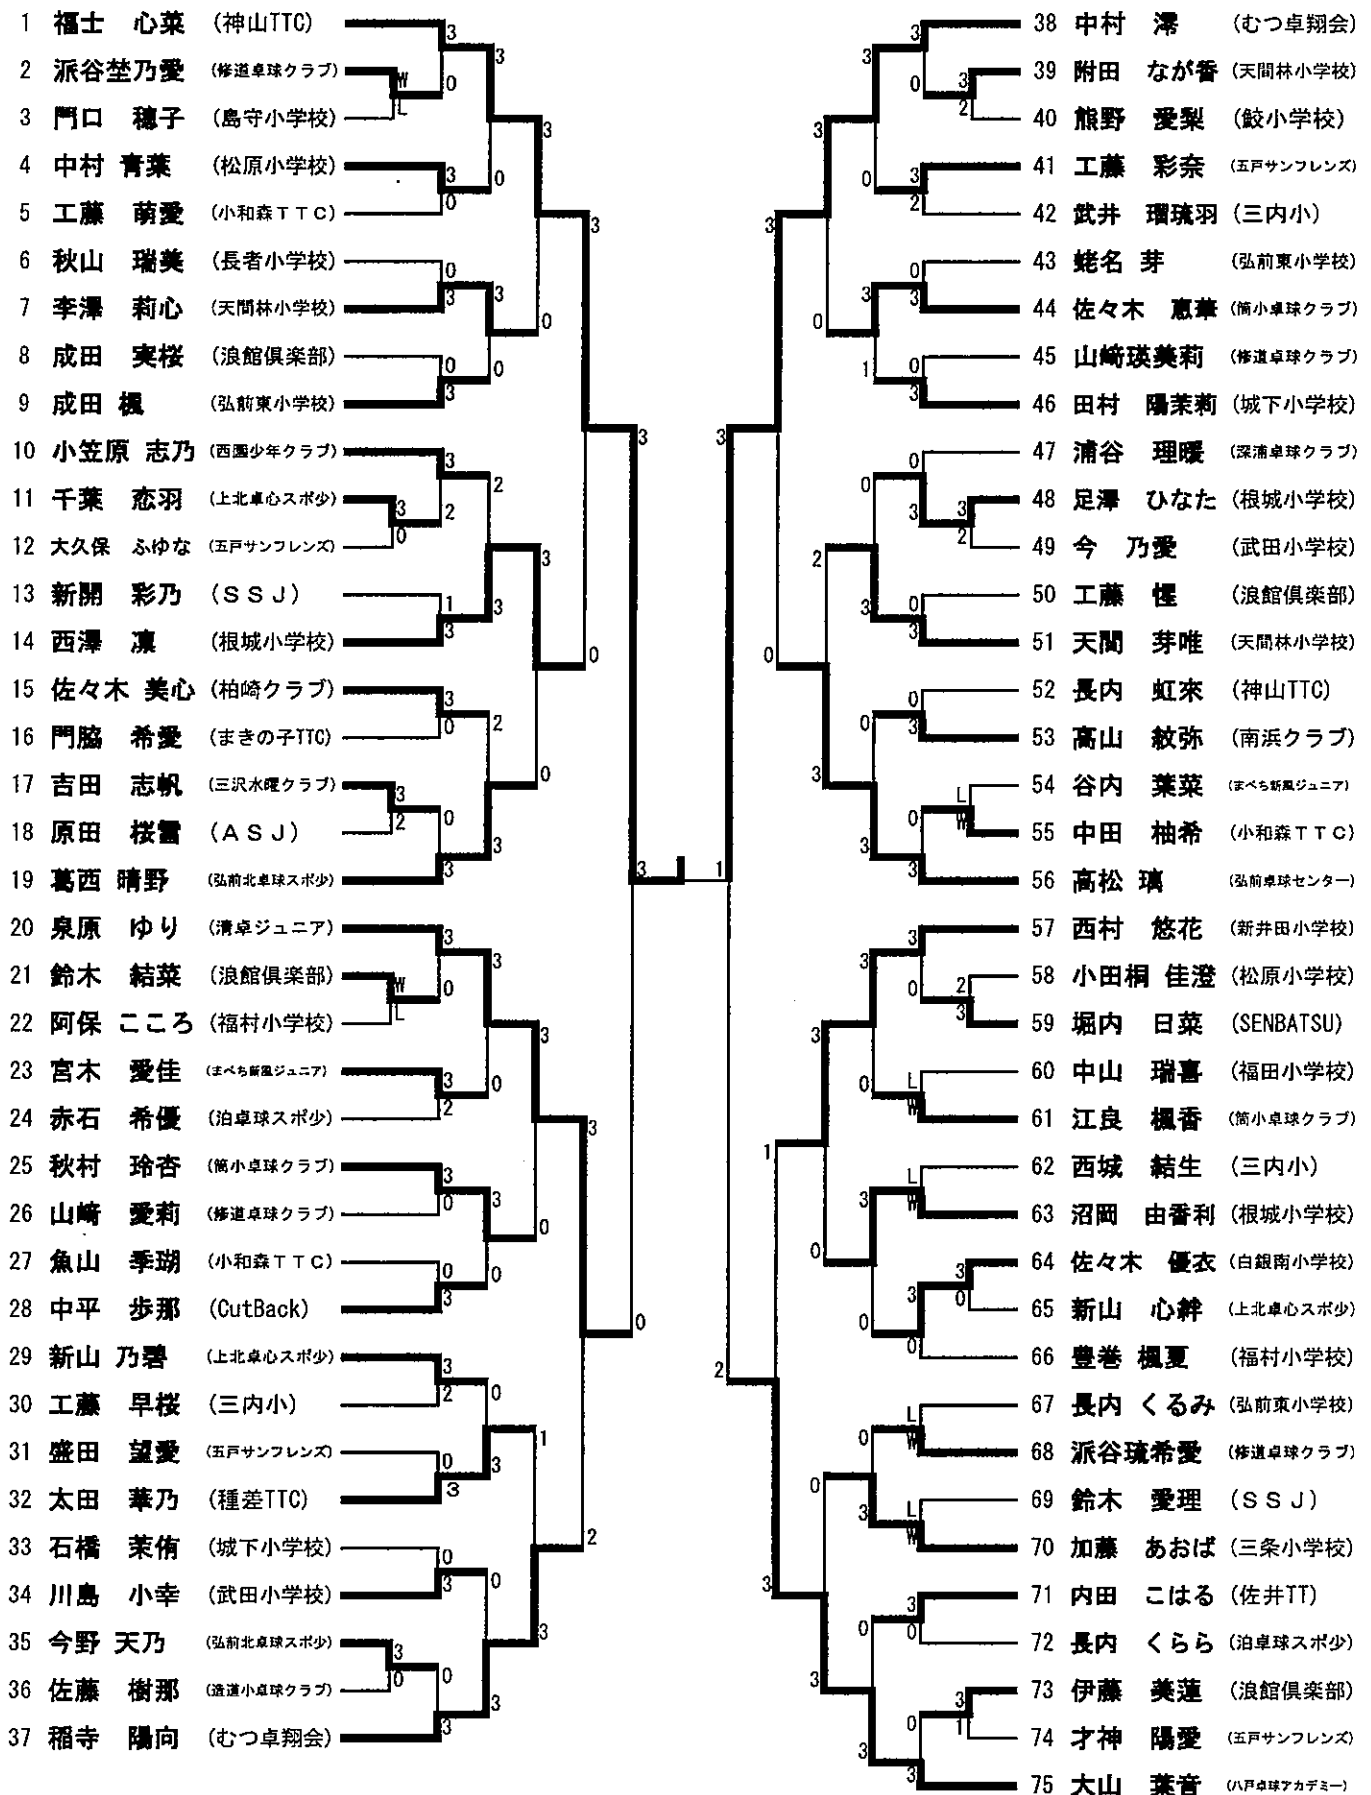 1 福士 心菜 (神山TTC)
2 派谷埜乃愛 (修道卓球クラブ)
3 門口 穂子 (島守小学校)
4 中村 青葉 (松原小学校)
5 工藤 萌愛 (小和森TTC)
6 秋山 瑞美 (長者小学校)
7 李澤 莉心 (天間林小学校)
8 成田 実桜 (浪館倶楽部)
9 成田 楓 (弘前東小学校)
10 小笠原 志乃 (西園少年クラブ)
11 千葉 恋羽 (上北卓心スポ少)
12 大久保 ふゆな (五戸サンフレンズ)
13 新開 彩乃 (SSJ)
14 西澤 凛 (根城小学校)
15 佐々木 美心 (柏崎クラブ)
16 門脇 希愛 (まきの子TTC)
17 吉田 志帆 (三沢水曜クラブ)
18 原田 桜雪 (ASJ)
19 葛西 晴野 (弘前北卓球スポ少)
20 泉原 ゆり (清卓ジュニア)
21 鈴木 結菜 (浪館倶楽部)
22 阿保 こころ (福村小学校)
23 宮木 愛佳 (まべち新風ジュニア)
24 赤石 希優 (泊卓球スポ少)
25 秋村 玲杏 (筒小卓球クラブ)
26 山﨑 愛莉 (修道卓球クラブ)
27 魚山 季瑚 (小和森TTC)
28 中平 歩那 (CutBack)
29 新山 乃碧 (上北卓心スポ少)
30 工藤 早桜 (三内小)
31 盛田 望愛 (五戸サンフレンズ)
32 太田 華乃 (種差TTC)
33 石橋 茉侑 (城下小学校)
34 川島 小幸 (武田小学校)
35 今野 天乃 (弘前北卓球スポ少)
36 佐藤 樹那 (造道小卓球クラブ)
37 稲寺 陽向 (むつ卓翔会)
38 中村 澪 (むつ卓翔会)
39 附田 なが香 (天間林小学校)
40 熊野 愛梨 (鮫小学校)
41 工藤 彩奈 (五戸サンフレンズ)
42 武井 瑠琉羽 (三内小)
43 蛯名 芽 (弘前東小学校)
44 佐々木 恵華 (筒小卓球クラブ)
45 山﨑瑛美莉 (修道卓球クラブ)
46 田村 陽茉莉 (城下小学校)
47 浦谷 理暖 (深浦卓球クラブ)
48 足澤 ひなた (根城小学校)
49 今 乃愛 (武田小学校)
50 工藤 惺 (浪館倶楽部)
51 天間 芽唯 (天間林小学校)
52 長内 虹來 (神山TTC)
53 髙山 紋弥 (南浜クラブ)
54 谷内 葉菜 (まべち新風ジュニア)
55 中田 柚希 (小和森TTC)
56 高松 璃 (弘前卓球センター)
57 西村 悠花 (新井田小学校)
58 小田桐 佳澄 (松原小学校)
59 堀内 日菜 (SENBATSU)
60 中山 瑞喜 (福田小学校)
61 江良 楓香 (筒小卓球クラブ)
62 西城 結生 (三内小)
63 沼岡 由香利 (根城小学校)
64 佐々木 優衣 (白銀南小学校)
65 新山 心絆 (上北卓心スポ少)
66 豊巻 楓夏 (福村小学校)
67 長内 くるみ (弘前東小学校)
68 派谷琉希愛 (修道卓球クラブ)
69 鈴木 愛理 (SSJ)
70 加藤 あおば (三条小学校)
71 内田 こはる (佐井TT)
72 長内 くらら (泊卓球スポ少)
73 伊藤 美蓮 (浪館倶楽部)
74 才神 陽愛 (五戸サンフレンズ)
75 大山 葉音 (八戸卓球アカデミー)